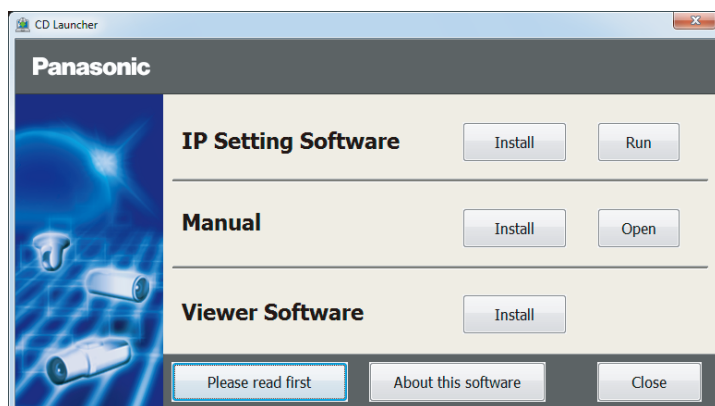 CD Launcher
Panasonic
IP Setting Software Install Run
Manual Install Open
Viewer Software Install
Please read first About this software Close